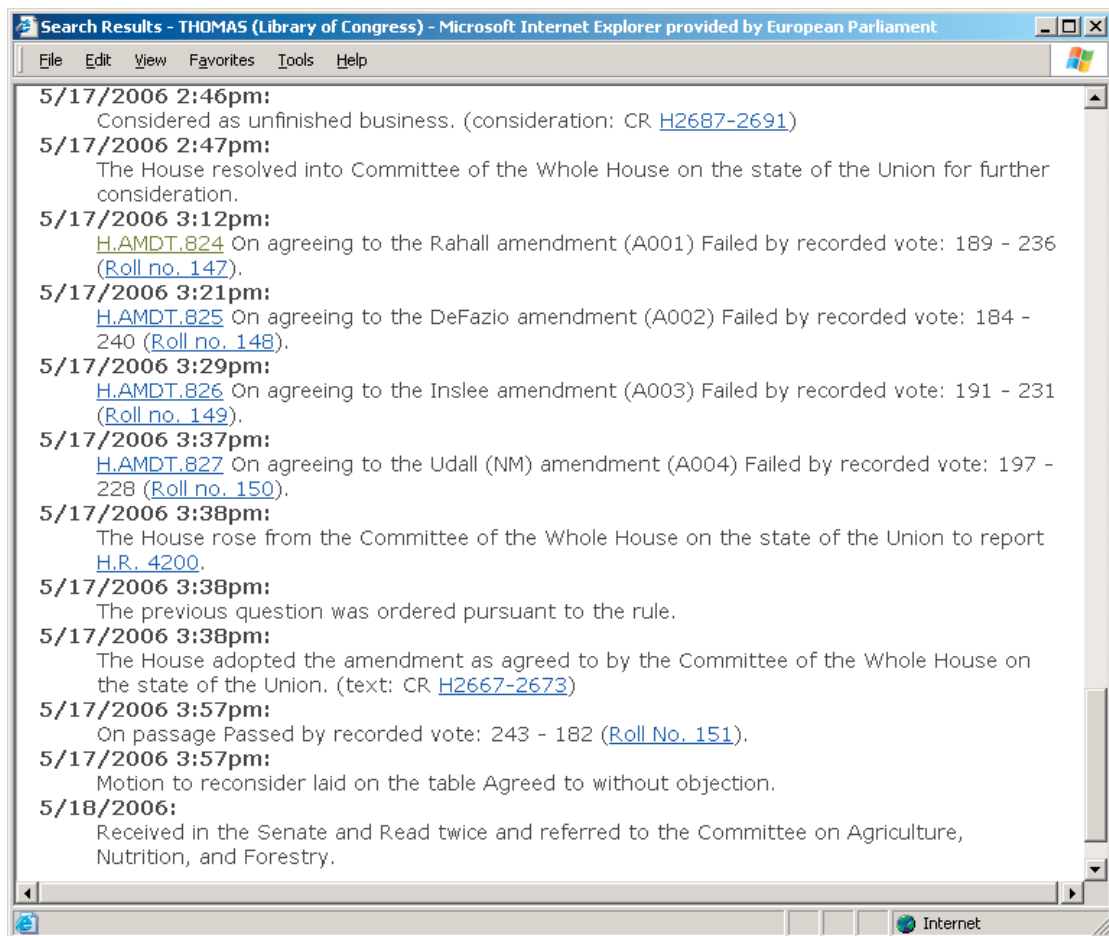 Search Results - THOMAS (Library of Congress) - Microsoft Internet Explorer provided by European Parliament
File Edit View Favorites Tools Help
5/17/2006 2:46pm:
Considered as unfinished business. (consideration: CR H2687-2691)
5/17/2006 2:47pm:
The House resolved into Committee of the Whole House on the state of the Union for further
consideration.
5/17/2006 3:12pm:
H.AMDT.824 On agreeing to the Rahall amendment (A001) Failed by recorded vote: 189 - 236
(Roll no. 147).
5/17/2006 3:21pm:
H.AMDT.825 On agreeing to the DeFazio amendment (A002) Failed by recorded vote: 184 -
240 (Roll no. 148).
5/17/2006 3:29pm:
H.AMDT.826 On agreeing to the Inslee amendment (A003) Failed by recorded vote: 191 - 231
(Roll no. 149).
5/17/2006 3:37pm:
H.AMDT.827 On agreeing to the Udall (NM) amendment (A004) Failed by recorded vote: 197 -
228 (Roll no. 150).
5/17/2006 3:38pm:
The House rose from the Committee of the Whole House on the state of the Union to report
H.R. 4200.
5/17/2006 3:38pm:
The previous question was ordered pursuant to the rule.
5/17/2006 3:38pm:
The House adopted the amendment as agreed to by the Committee of the Whole House on
the state of the Union. (text: CR H2667-2673)
5/17/2006 3:57pm:
On passage Passed by recorded vote: 243 - 182 (Roll No. 151).
5/17/2006 3:57pm:
Motion to reconsider laid on the table Agreed to without objection.
5/18/2006:
Received in the Senate and Read twice and referred to the Committee on Agriculture,
Nutrition, and Forestry.
Internet